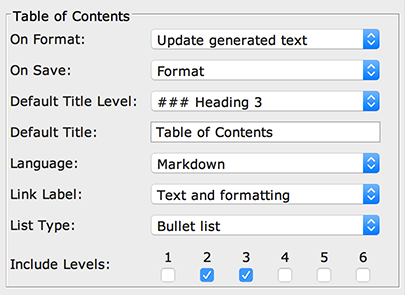 Table of Contents
On Format: Update generated text
On Save: Format
Default Title Level: ### Heading 3
Default Title: Table of Contents
Language: Markdown
Link Label: Text and formatting
List Type: Bullet list
1 2 3 4 5 6
Include Levels: